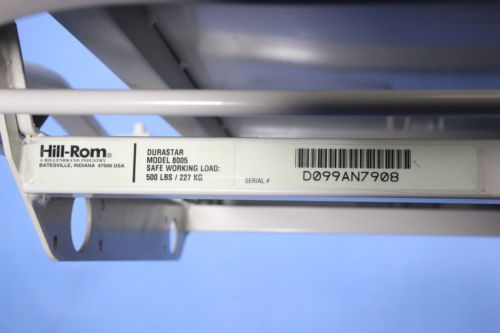 Hill-Rom®
A HILLENBRAND INDUSTRY
BATESVILLE, INDIANA 47006 USA
DURASTAR
MODEL 8005
SAFE WORKING LOAD:
500 LBS / 227 KG
SERIAL #
D099AN7908